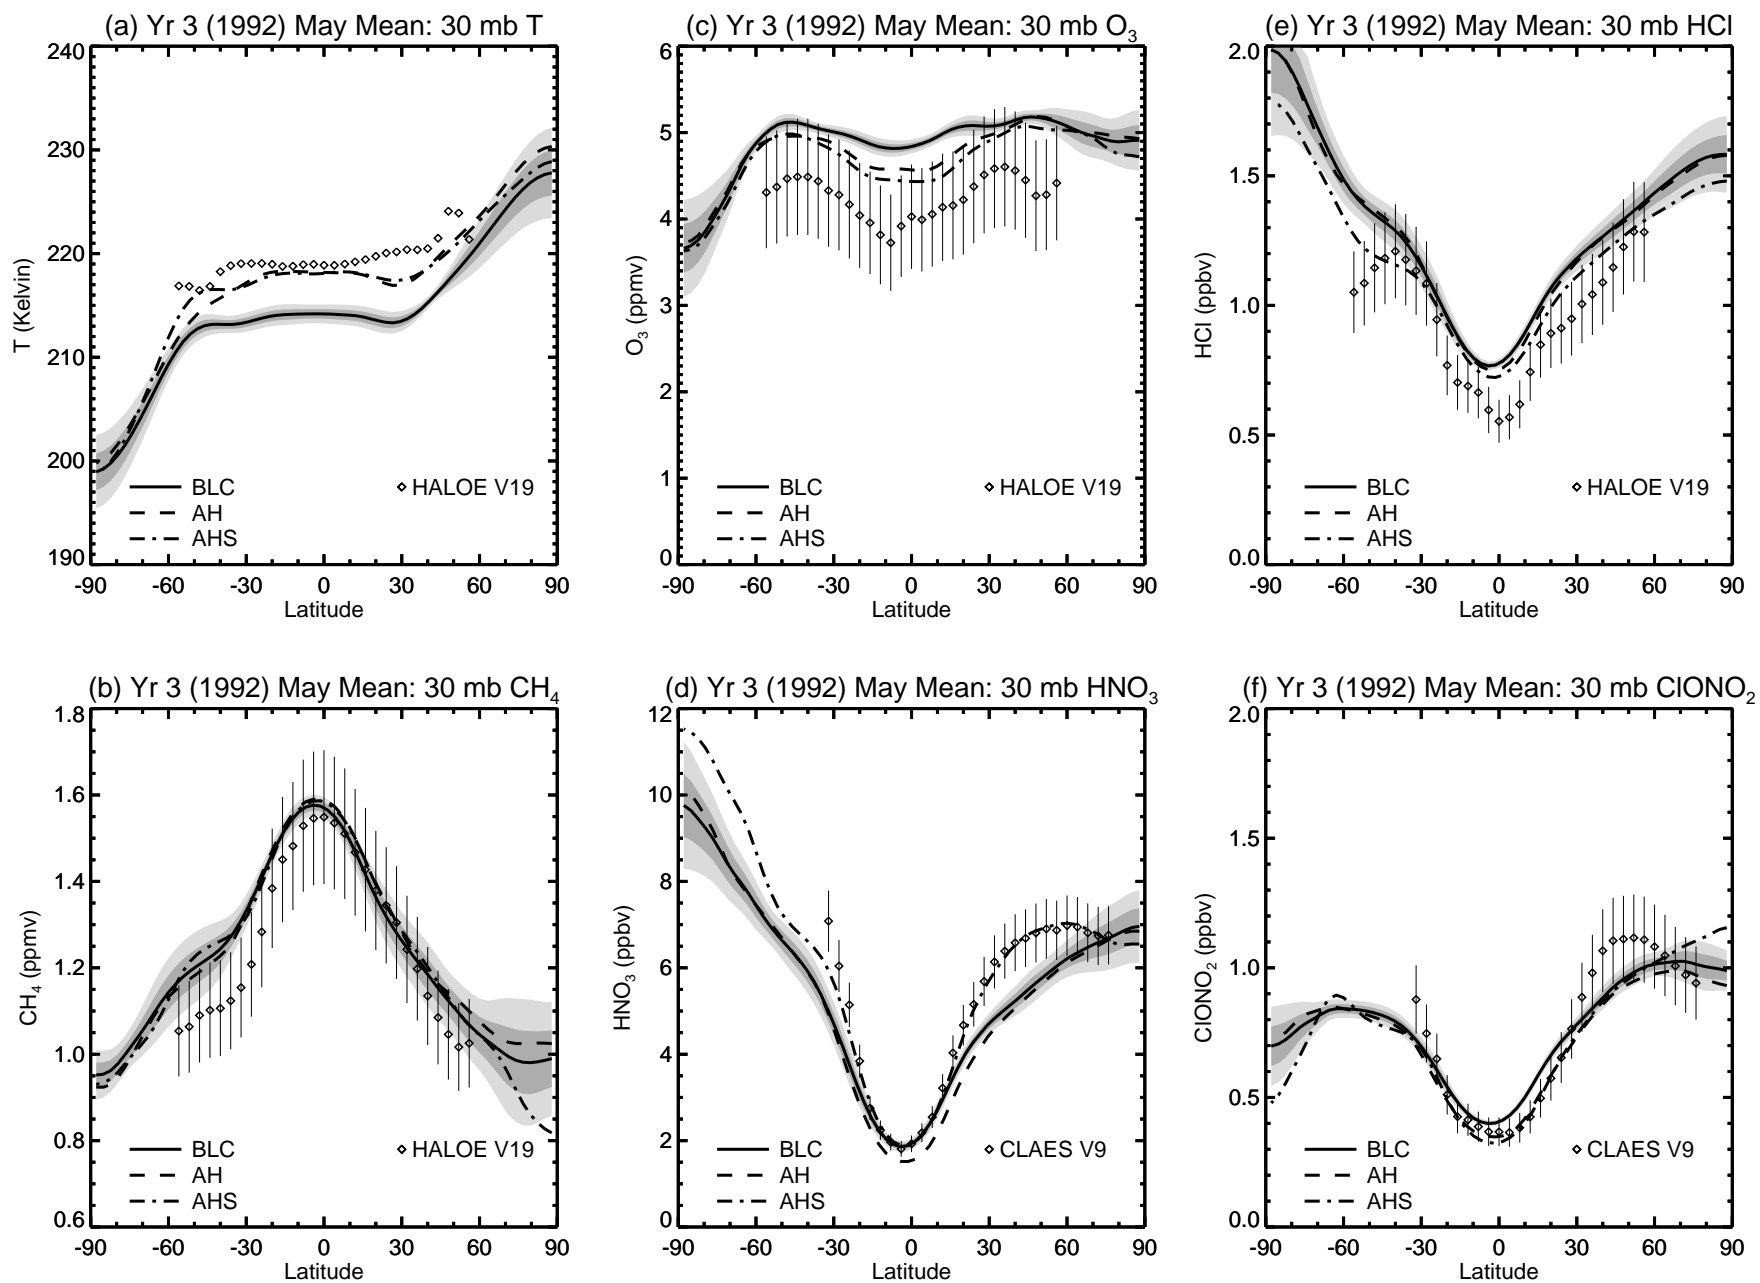 (a) Yr 3 (1992) May Mean: 30 mb T
240
230
220
210
200
190
T (Kelvin)
BLC
AH
AHS
HALOE V19
-90 -60 -30 0 30 60 90
Latitude
(c) Yr 3 (1992) May Mean: 30 mb O₃
6
5
4
3
2
1
0
O₃ (ppmv)
BLC
AH
AHS
HALOE V19
-90 -60 -30 0 30 60 90
Latitude
(e) Yr 3 (1992) May Mean: 30 mb HCl
2.0
1.5
1.0
0.5
0.0
HCl (ppbv)
BLC
AH
AHS
HALOE V19
-90 -60 -30 0 30 60 90
Latitude
(b) Yr 3 (1992) May Mean: 30 mb CH₄
1.8
1.6
1.4
1.2
1.0
0.8
0.6
CH₄ (ppmv)
BLC
AH
AHS
HALOE V19
-90 -60 -30 0 30 60 90
Latitude
(d) Yr 3 (1992) May Mean: 30 mb HNO₃
12
10
8
6
4
2
0
HNO₃ (ppbv)
BLC
AH
AHS
CLAES V9
-90 -60 -30 0 30 60 90
Latitude
(f) Yr 3 (1992) May Mean: 30 mb ClONO₂
2.0
1.5
1.0
0.5
0.0
ClONO₂ (ppbv)
BLC
AH
AHS
CLAES V9
-90 -60 -30 0 30 60 90
Latitude